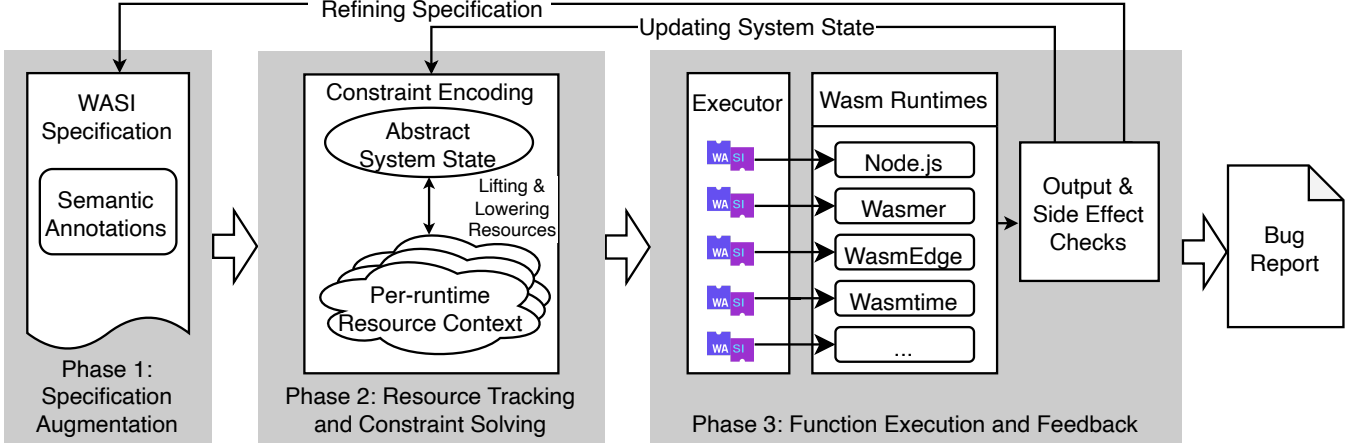 Refining Specification
Updating System State
WASI
Specification
Semantic
Annotations
Phase 1:
Specification
Augmentation
Constraint Encoding
Abstract
System State
Lifting &
Lowering
Resources
Per-runtime
Resource Context
Phase 2: Resource Tracking
and Constraint Solving
Executor
WA SI
WA SI
WA SI
WA SI
WA SI
Wasm Runtimes
Node.js
Wasmer
WasmEdge
Wasmtime
...
Output &
Side Effect
Checks
Phase 3: Function Execution and Feedback
Bug
Report